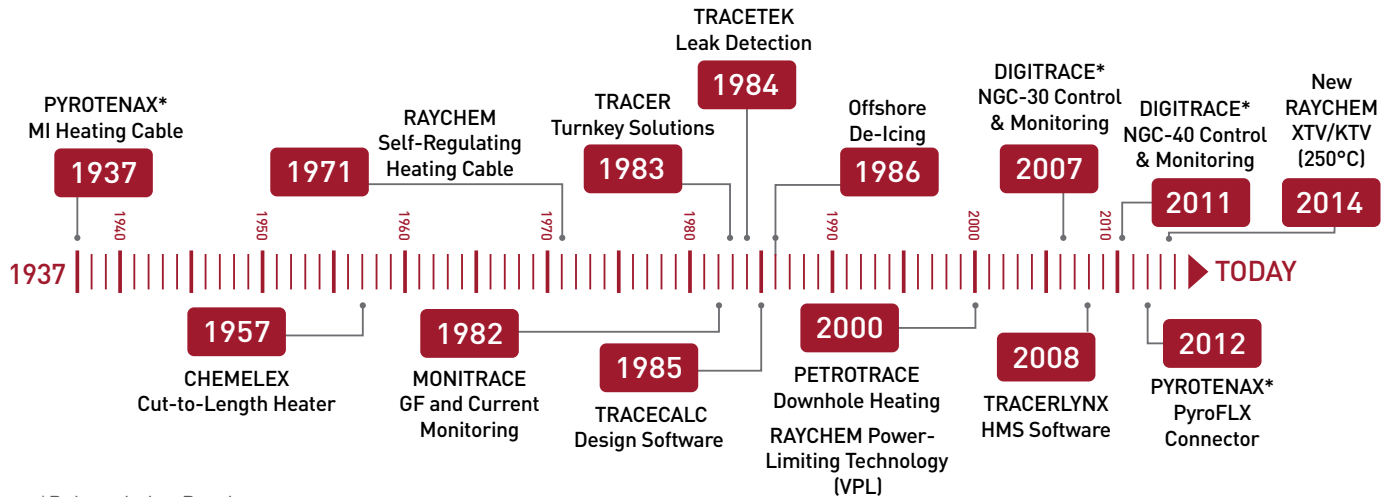 PYROTENAX*
MI Heating Cable
1937
1971
RAYCHEM
Self-Regulating
Heating Cable
TRACER
Turnkey Solutions
1983
TRACETEK
Leak Detection
1984
Offshore
De-Icing
1986
DIGITRACE*
NGC-30 Control
& Monitoring
2007
DIGITRACE*
NGC-40 Control
& Monitoring
2011
New
RAYCHEM
XTV/KTV
(250°C)
2014
1937
1940
1950
1960
1970
1980
1990
2000
2010
TODAY
1957
CHEMELEX
Cut-to-Length Heater
1982
MONITRACE
GF and Current
Monitoring
1985
TRACECALC
Design Software
2000
PETROTRACE
Downhole Heating
RAYCHEM Power-
Limiting Technology
(VPL)
2008
TRACERLYNX
HMS Software
2012
PYROTENAX*
PyroFLX
Connector